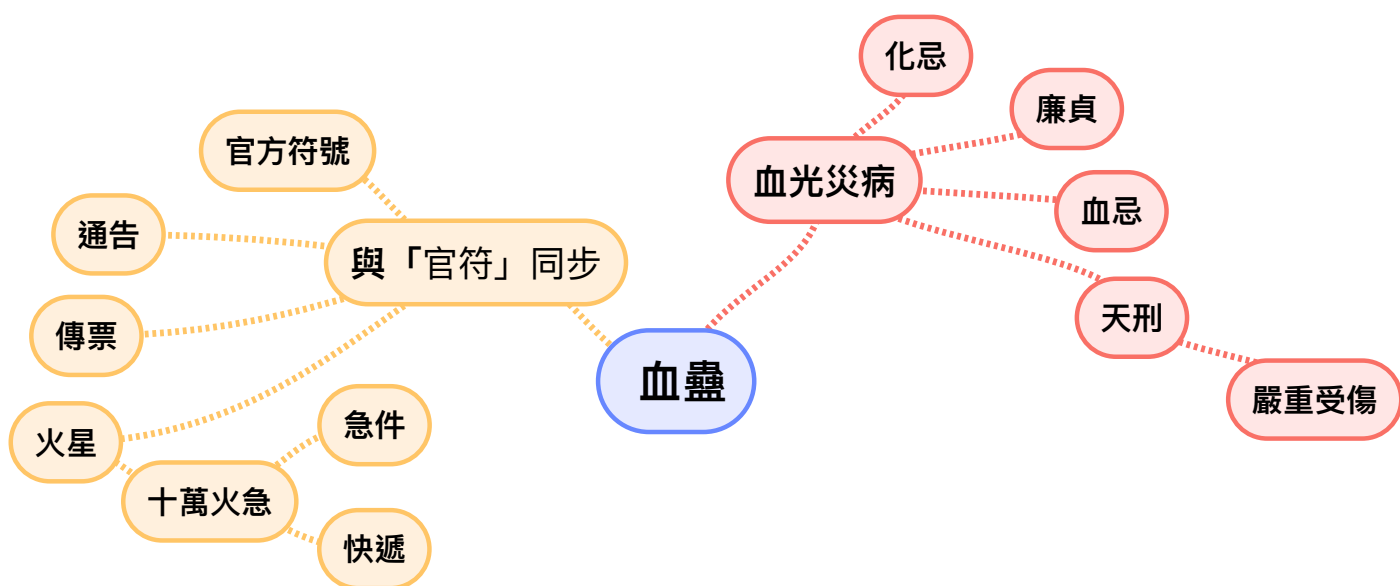 化忌
廉貞
官方符號
血光災病
血忌
通告
與「官符」同步
天刑
傳票
血蠱
嚴重受傷
急件
火星
十萬火急
快遞